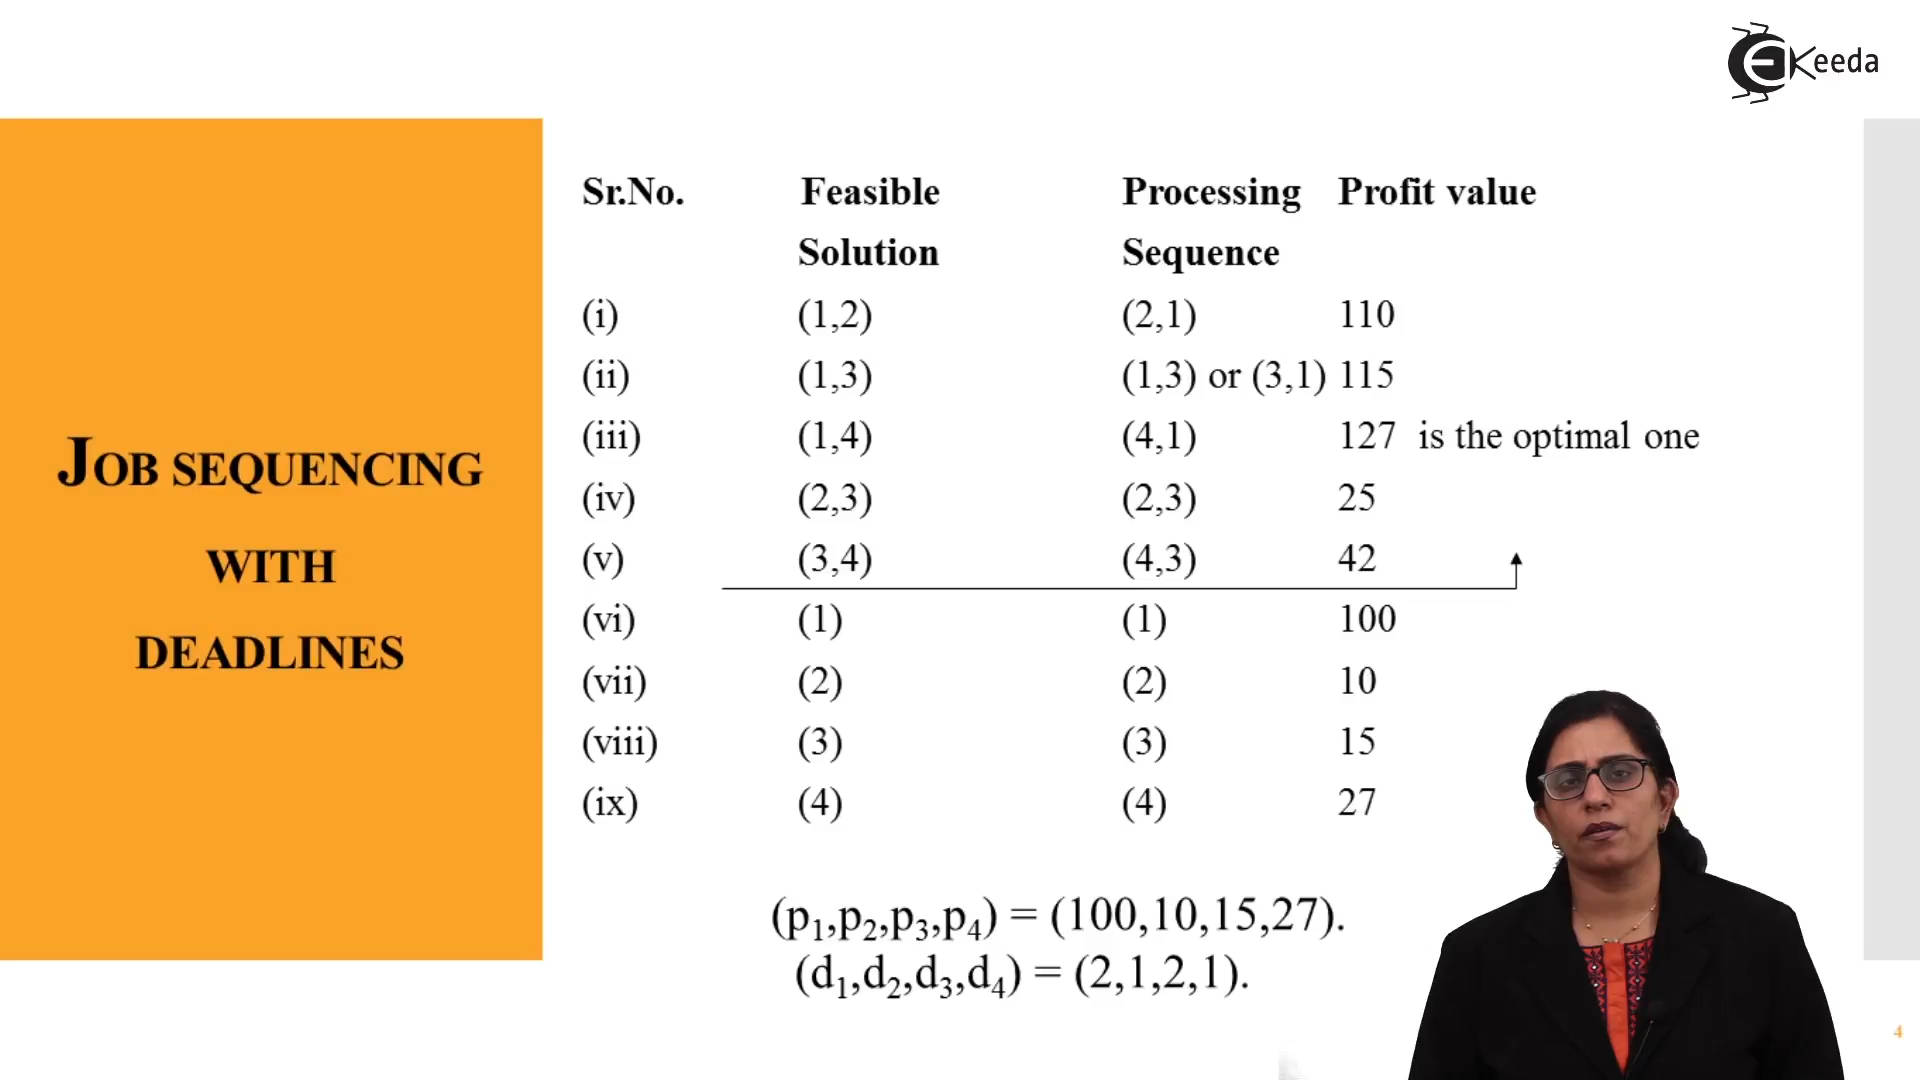 EKeeda
JOB SEQUENCING
WITH
DEADLINES
Sr.No. Feasible Processing Profit value
Solution Sequence
(i) (1,2) (2,1) 110
(ii) (1,3) (1,3) or (3,1) 115
(iii) (1,4) (4,1) 127 is the optimal one
(iv) (2,3) (2,3) 25
(v) (3,4) (4,3) 42
(vi) (1) (1) 100
(vii) (2) (2) 10
(viii) (3) (3) 15
(ix) (4) (4) 27
(p₁,p₂,p₃,p₄) = (100,10,15,27).
(d₁,d₂,d₃,d₄) = (2,1,2,1).
4